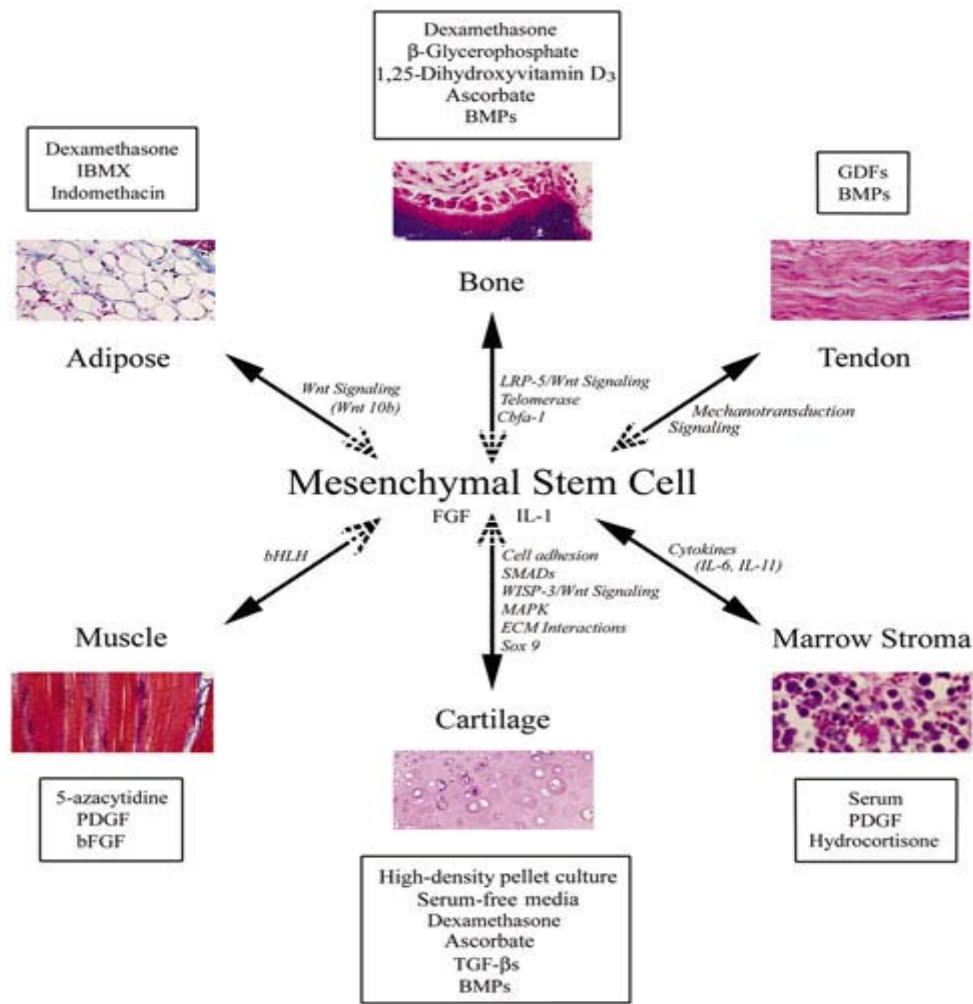 Dexamethasone
β-Glycerophosphate
1,25-Dihydroxyvitamin D₃
Ascorbate
BMPs
Dexamethasone
IBMX
Indomethacin
GDFs
BMPs
Bone
Adipose
Tendon
Wnt Signaling
(Wnt 10b)
LRP-5/Wnt Signaling
Telomerase
Cbfa-1
Mechanotransduction
Signaling
Mesenchymal Stem Cell
FGF IL-1
bHLH
Cell adhesion
SMADs
WISP-3/Wnt Signaling
MAPK
ECM Interactions
Sox 9
Cytokines
(IL-6, IL-11)
Muscle
Marrow Stroma
Cartilage
5-azacytidine
PDGF
bFGF
Serum
PDGF
Hydrocortisone
High-density pellet culture
Serum-free media
Dexamethasone
Ascorbate
TGF-βs
BMPs